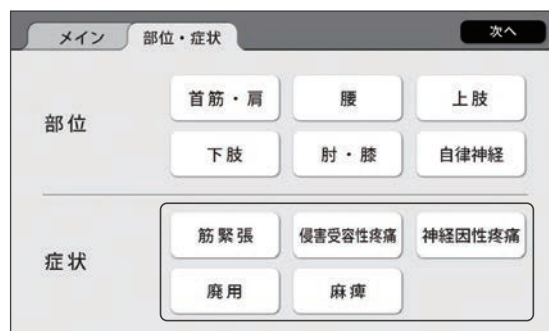 メイン 部位・症状 次へ
部位
首筋・肩 腰 上肢
下肢 肘・膝 自律神経
症状
筋緊張 侵害受容性疼痛 神経因性疼痛
廃用 麻痺